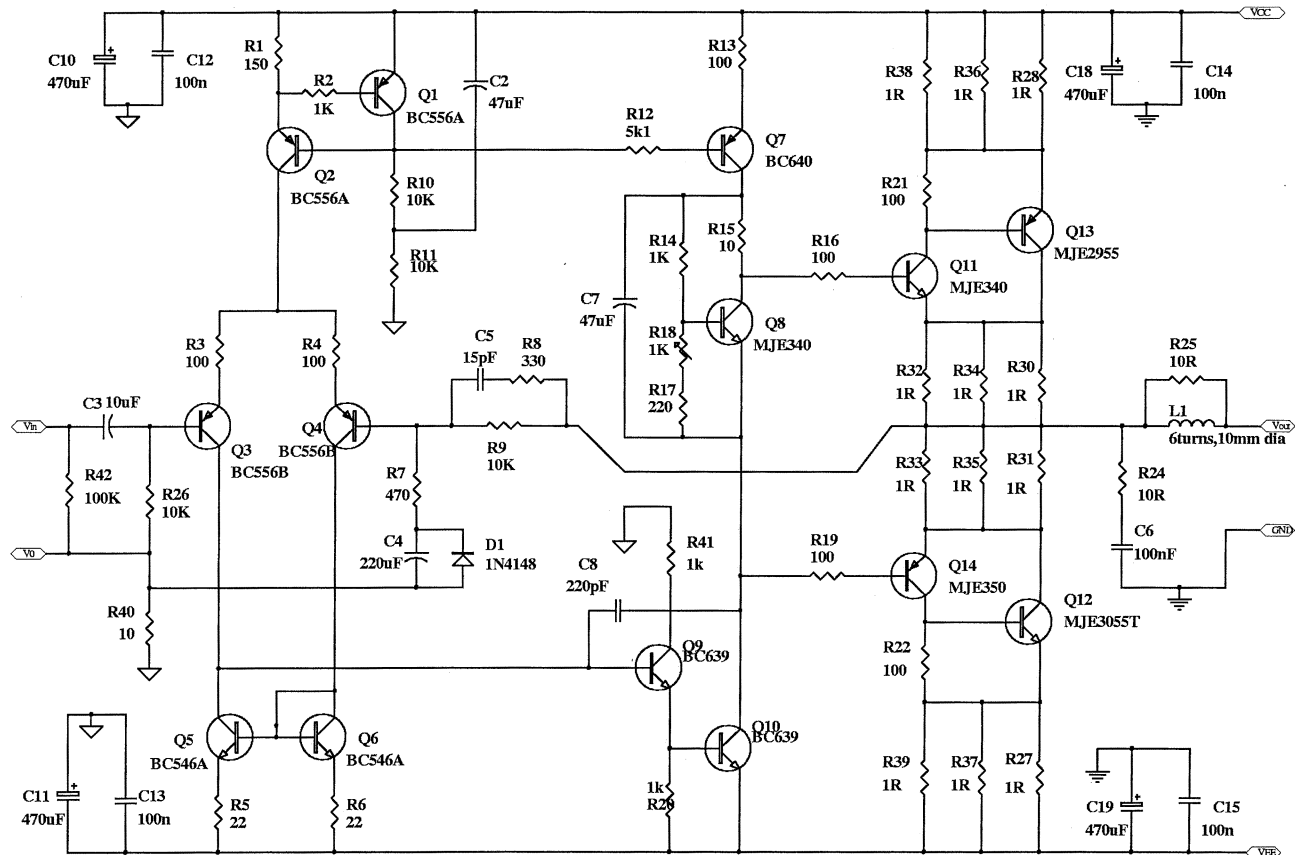 VCC
C10
470uF
C12
100n
R1
150
R2
1K
Q1
BC556A
C2
47uF
R13
100
R38
1R
R36
1R
R28
1R
C18
470uF
C14
100n
Q2
BC556A
R12
5k1
Q7
BC640
R10
10K
R11
10K
R21
100
Q13
MJE2955
R14
1K
R15
10
R16
100
Q11
MJE340
C7
47uF
R18
1K
Q8
MJE340
R17
220
R3
100
R4
100
C5
15pF
R8
330
R32
1R
R34
1R
R30
1R
R25
10R
Vin
C3
10uF
Q3
BC556B
Q4
BC556B
R9
10K
L1
6turns,10mm dia
Vout
R42
100K
R26
10K
R7
470
R33
1R
R35
1R
R31
1R
R24
10R
V0
C4
220uF
D1
1N4148
C8
220pF
R41
1k
R19
100
Q14
MJE350
C6
100nF
GND
R40
10
Q9
BC639
Q12
MJE3055T
R22
100
Q5
BC546A
Q6
BC546A
Q10
BC639
C11
470uF
C13
100n
R5
22
R6
22
1k
R20
R39
1R
R37
1R
R27
1R
C19
470uF
C15
100n
VEE